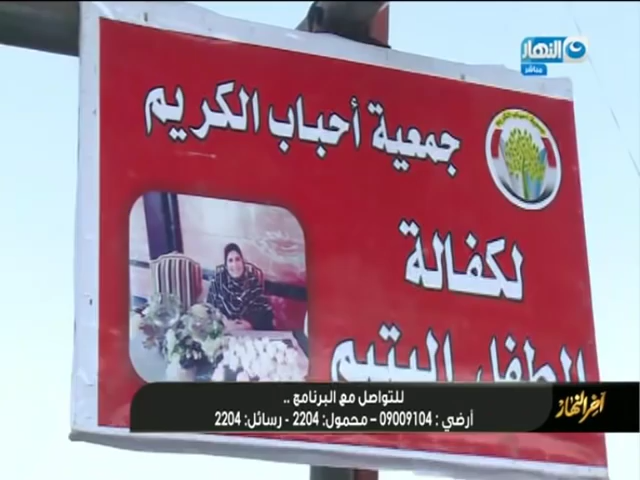 النهار
مباشر
جمعية أحباب الكريم
لكفالة
الطفل اليتيم
للتواصل مع البرنامج ..
أرضي : 09009104 – محمول: 2204 - رسائل: 2204
آخر النهار